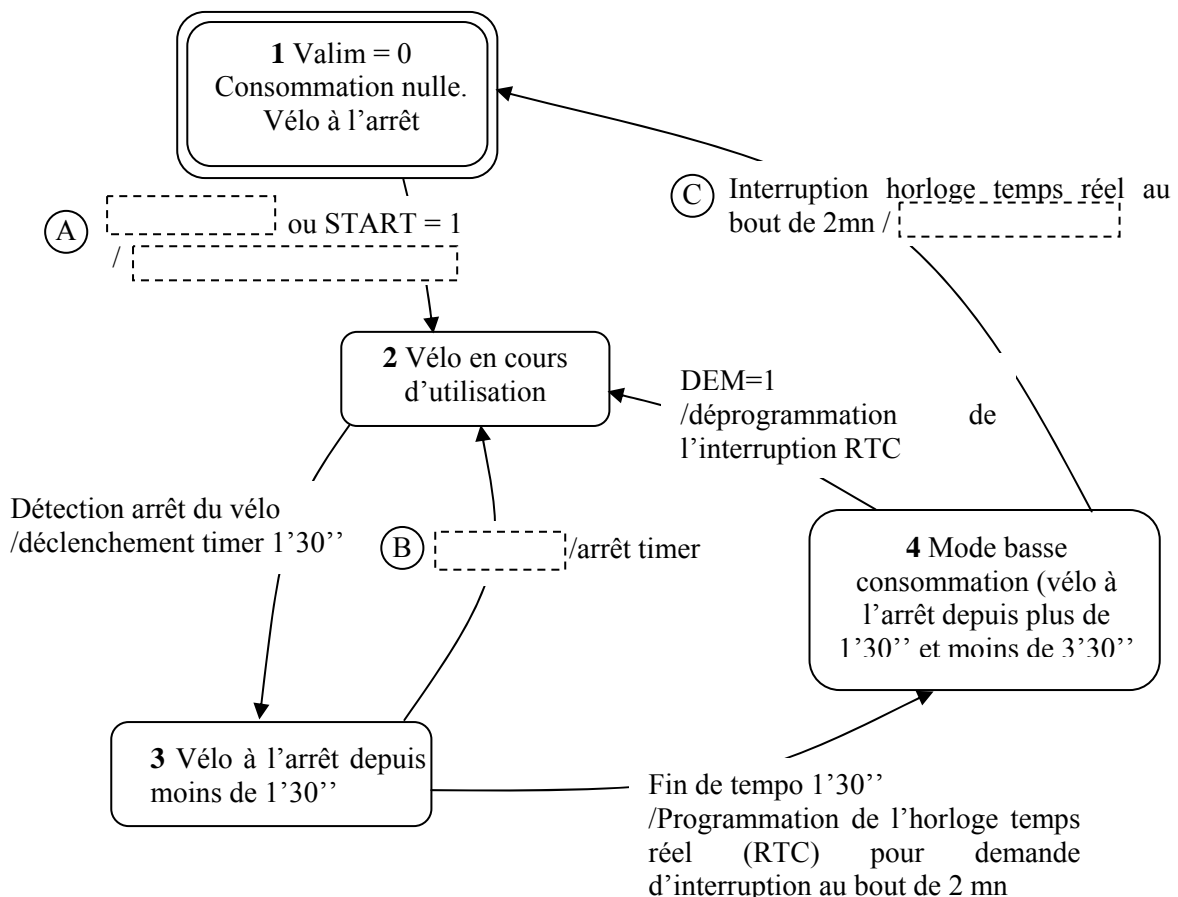 1 Valim = 0
Consommation nulle.
Vélo à l’arrêt
C
Interruption horloge temps réel au
bout de 2mn /
A
ou START = 1
/
2 Vélo en cours
d’utilisation
DEM=1
/déprogrammation de
l’interruption RTC
Détection arrêt du vélo
/déclenchement timer 1’30’’
B
/arrêt timer
4 Mode basse
consommation (vélo à
l’arrêt depuis plus de
1’30’’ et moins de 3’30’’
3 Vélo à l’arrêt depuis
moins de 1’30’’
Fin de tempo 1’30’’
/Programmation de l’horloge temps
réel (RTC) pour demande
d’interruption au bout de 2 mn